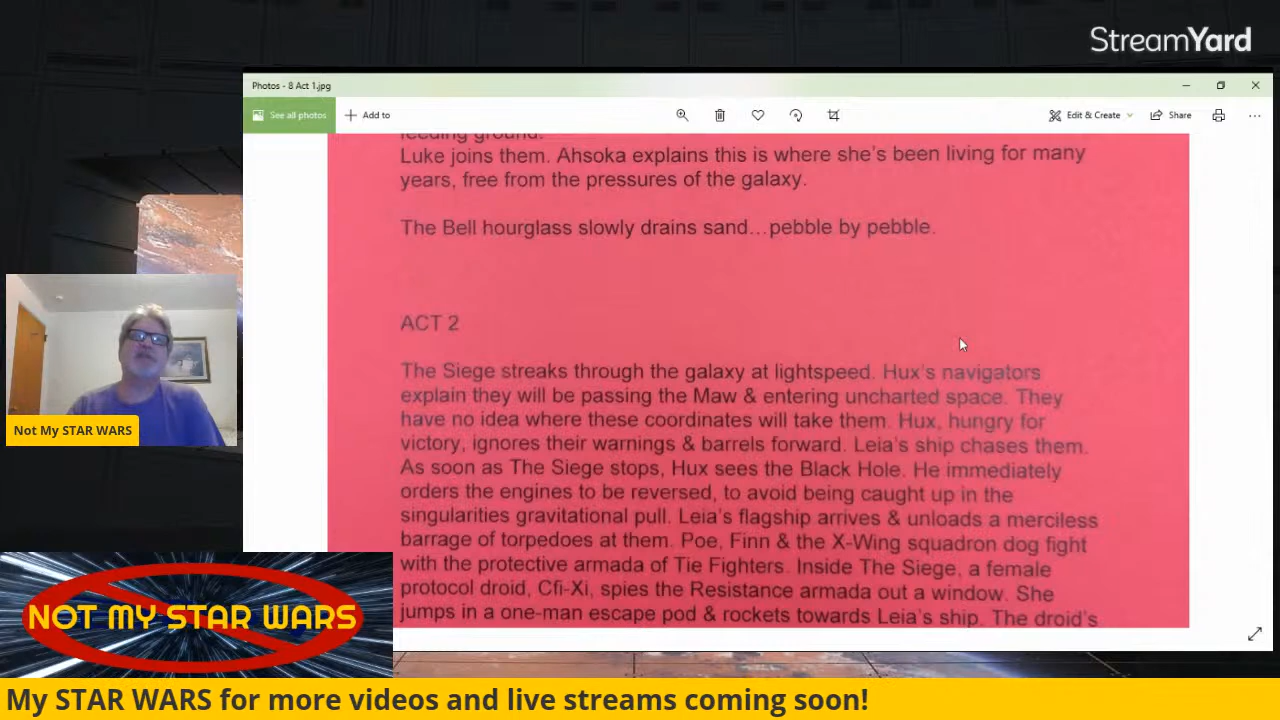 StreamYard
Photos - 8 Act 1.jpg
See all photos
Add to
Edit & Create
Share
feeding ground.
Luke joins them. Ahsoka explains this is where she's been living for many
years, free from the pressures of the galaxy.
The Bell hourglass slowly drains sand...pebble by pebble.
ACT 2
The Siege streaks through the galaxy at lightspeed. Hux's navigators
explain they will be passing the Maw & entering uncharted space. They
have no idea where these coordinates will take them. Hux, hungry for
victory, ignores their warnings & barrels forward. Leia's ship chases them.
As soon as The Siege stops, Hux sees the Black Hole. He immediately
orders the engines to be reversed, to avoid being caught up in the
singularities gravitational pull. Leia's flagship arrives & unloads a merciless
barrage of torpedoes at them. Poe, Finn & the X-Wing squadron dog fight
with the protective armada of Tie Fighters. Inside The Siege, a female
protocol droid, Cfi-Xi, spies the Resistance armada out a window. She
jumps in a one-man escape pod & rockets towards Leia's ship. The droid's
Not My STAR WARS
NOT MY STAR WARS
My STAR WARS for more videos and live streams coming soon!